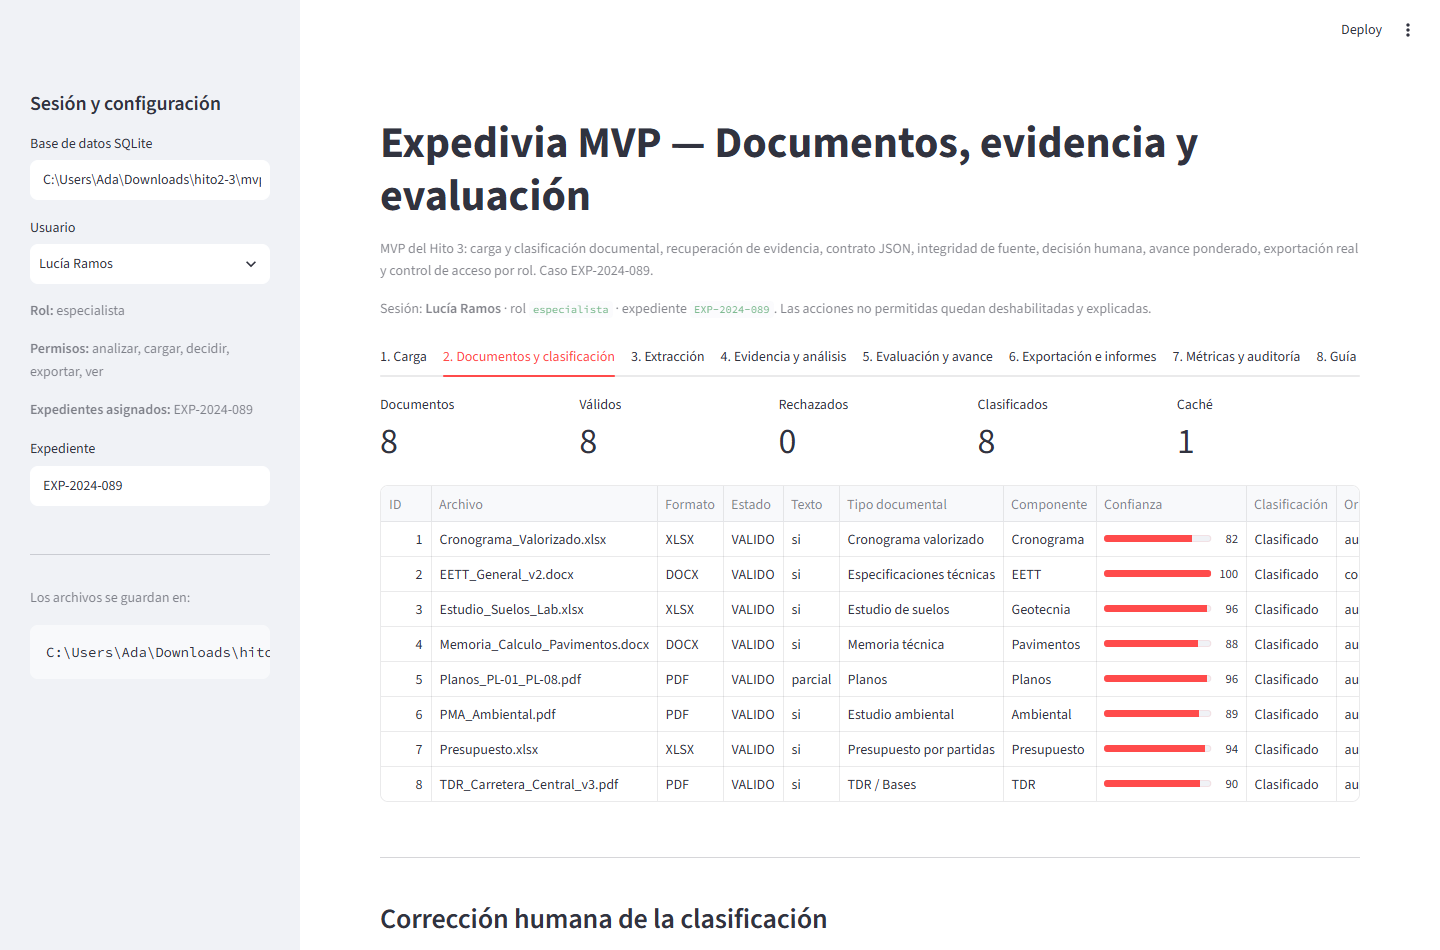 Deploy
Sesión y configuración
Base de datos SQLite
C:\Users\Ada\Downloads\hito2-3\mvp
Usuario
Lucía Ramos
Rol: especialista
Permisos: analizar, cargar, decidir,
exportar, ver
Expedientes asignados: EXP-2024-089
Expediente
EXP-2024-089
Los archivos se guardan en:
C:\Users\Ada\Downloads\hito
Expedivia MVP — Documentos, evidencia y
evaluación
MVP del Hito 3: carga y clasificación documental, recuperación de evidencia, contrato JSON, integridad de fuente, decisión humana, avance ponderado, exportación real
y control de acceso por rol. Caso EXP-2024-089.
Sesión: Lucía Ramos · rol especialista · expediente EXP-2024-089. Las acciones no permitidas quedan deshabilitadas y explicadas.
1. Carga 2. Documentos y clasificación 3. Extracción 4. Evidencia y análisis 5. Evaluación y avance 6. Exportación e informes 7. Métricas y auditoría 8. Guía
Documentos Válidos Rechazados Clasificados Caché
8 8 0 8 1
ID Archivo Formato Estado Texto Tipo documental Componente Confianza Clasificación Or
1 Cronograma_Valorizado.xlsx XLSX VALIDO si Cronograma valorizado Cronograma 82 Clasificado au
2 EETT_General_v2.docx DOCX VALIDO si Especificaciones técnicas EETT 100 Clasificado co
3 Estudio_Suelos_Lab.xlsx XLSX VALIDO si Estudio de suelos Geotecnia 96 Clasificado au
4 Memoria_Calculo_Pavimentos.docx DOCX VALIDO si Memoria técnica Pavimentos 88 Clasificado au
5 Planos_PL-01_PL-08.pdf PDF VALIDO parcial Planos Planos 96 Clasificado au
6 PMA_Ambiental.pdf PDF VALIDO si Estudio ambiental Ambiental 89 Clasificado au
7 Presupuesto.xlsx XLSX VALIDO si Presupuesto por partidas Presupuesto 94 Clasificado au
8 TDR_Carretera_Central_v3.pdf PDF VALIDO si TDR / Bases TDR 90 Clasificado au
Corrección humana de la clasificación